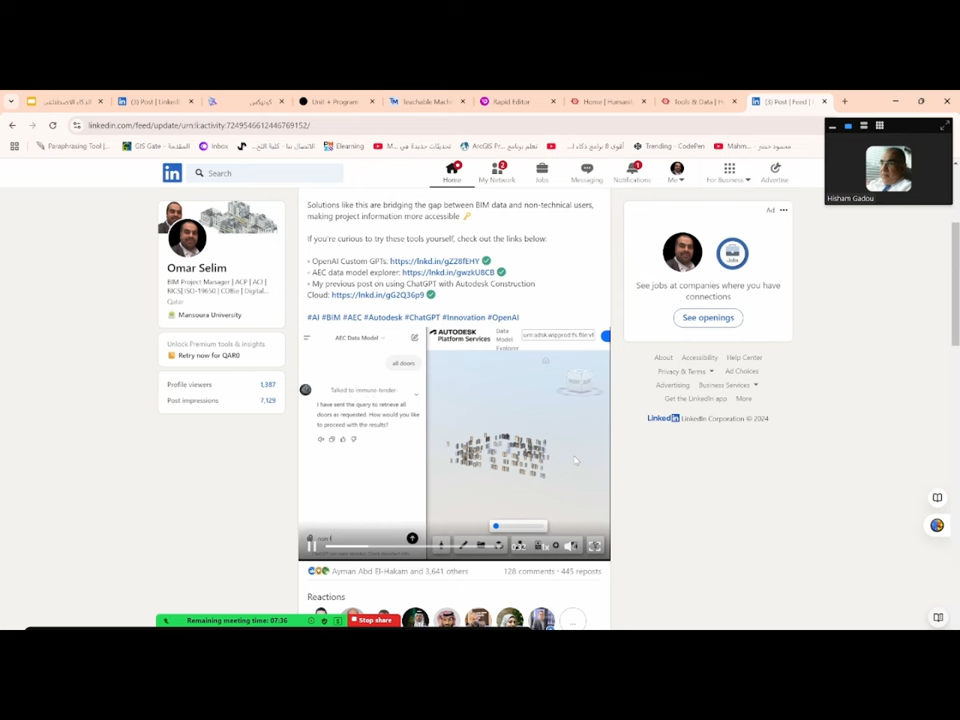 (3) Post | LinkedI
Unit + Program
Teachable Mach
Rapid Editor
Home | Humanit
Tools & Data | H
(3) Post | Feed |
linkedin.com/feed/update/urn:li:activity:7249546612446769152/
Paraphrasing Tool |
GIS Gate - المقدمة
Inbox
Elearning
ArcGIS Pr
Trending - CodePen
Search
Home
My Network
Jobs
Messaging
Notifications
Me
For Business
Advertise
Hisham Gadou
Omar Selim
BIM Project Manager | ACP | ACI | RICS| ISO-19650 | COBie | Digital...
Qatar
Mansoura University
Unlock Premium tools & insights
Retry now for QAR0
Profile viewers 1,387
Post impressions 7,129
Solutions like this are bridging the gap between BIM data and non-technical users,
making project information more accessible 🔑
If you're curious to try these tools yourself, check out the links below:
• OpenAI Custom GPTs: https://lnkd.in/gZ28fEHY ✅
• AEC data model explorer: https://lnkd.in/gwzkU8CB ✅
• My previous post on using ChatGPT with Autodesk Construction
Cloud: https://lnkd.in/gG2Q36p9 ✅
#AI #BIM #AEC #Autodesk #ChatGPT #Innovation #OpenAI
AEC Data Model
all doors
I have sent the query to retrieve all
doors as requested. How would you like
to proceed with the results?
AUTODESK
Platform Services
Data
Model
Explorer
Ayman Abd El-Hakam and 3,641 others
128 comments • 445 reposts
Reactions
Ad
Jobs
See jobs at companies where you have
connections
See openings
About Accessibility Help Center
Privacy & Terms Ad Choices
Advertising Business Services
Get the LinkedIn app More
LinkedIn LinkedIn Corporation © 2024
Remaining meeting time: 07:36
Stop share